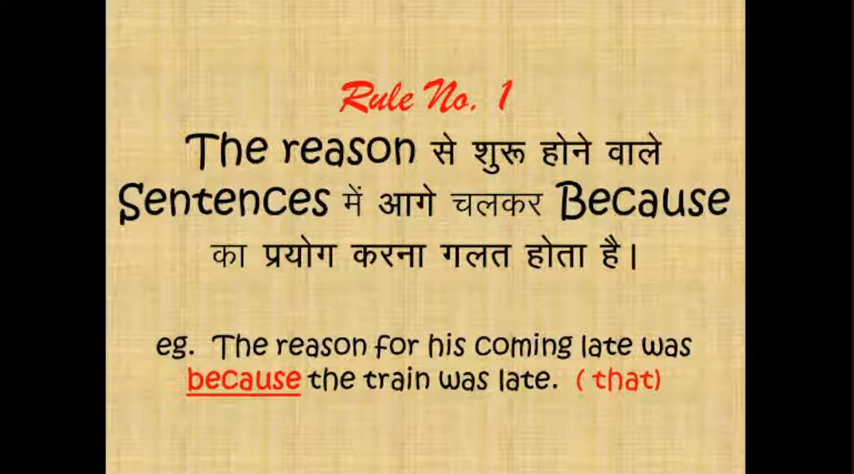 Rule No. 1
The reason से शुरू होने वाले
Sentences में आगे चलकर Because
का प्रयोग करना गलत होता है।
eg. The reason for his coming late was
because the train was late. ( that)